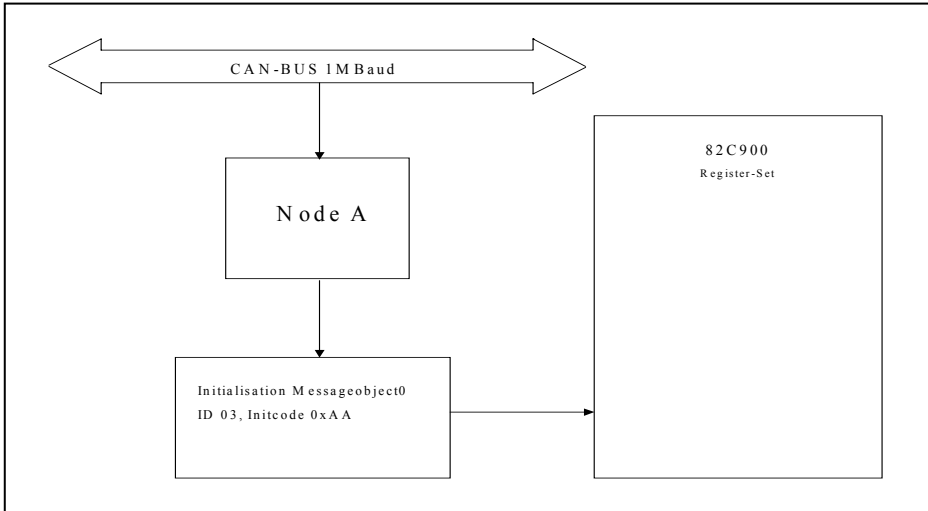 CAN-BUS 1MBaud
82C900
Register-Set
Node A
Initialisation Messageobject0
ID 03, Initcode 0xAA